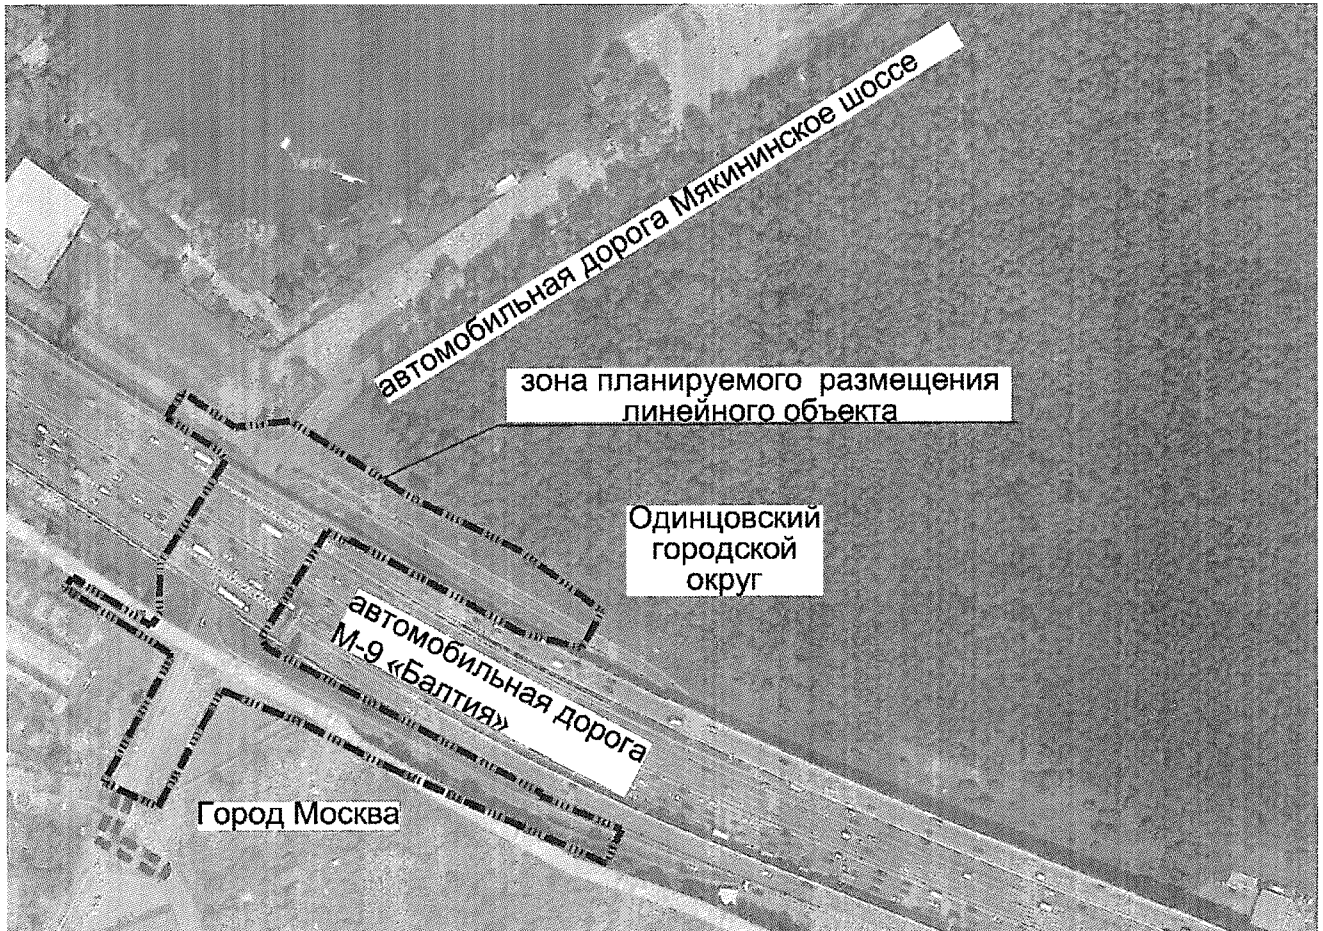 автомобильная дорога Мякининское шоссе
зона планируемого размещения
линейного объекта
Одинцовский
городской
округ
автомобильная дорога
М-9 «Балтия»
Город Москва